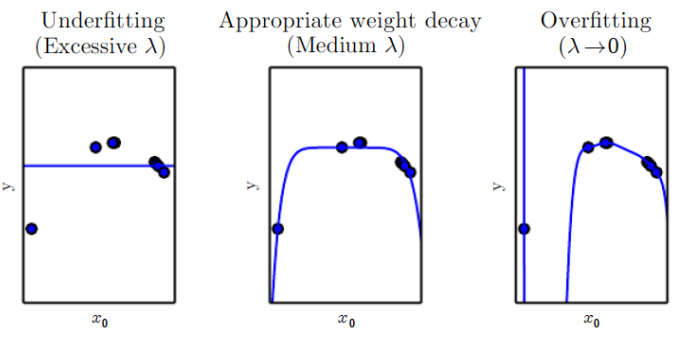 Underfitting
(Excessive λ)
Appropriate weight decay
(Medium λ)
Overfitting
(λ→0)
y
x₀
y
x₀
y
x₀